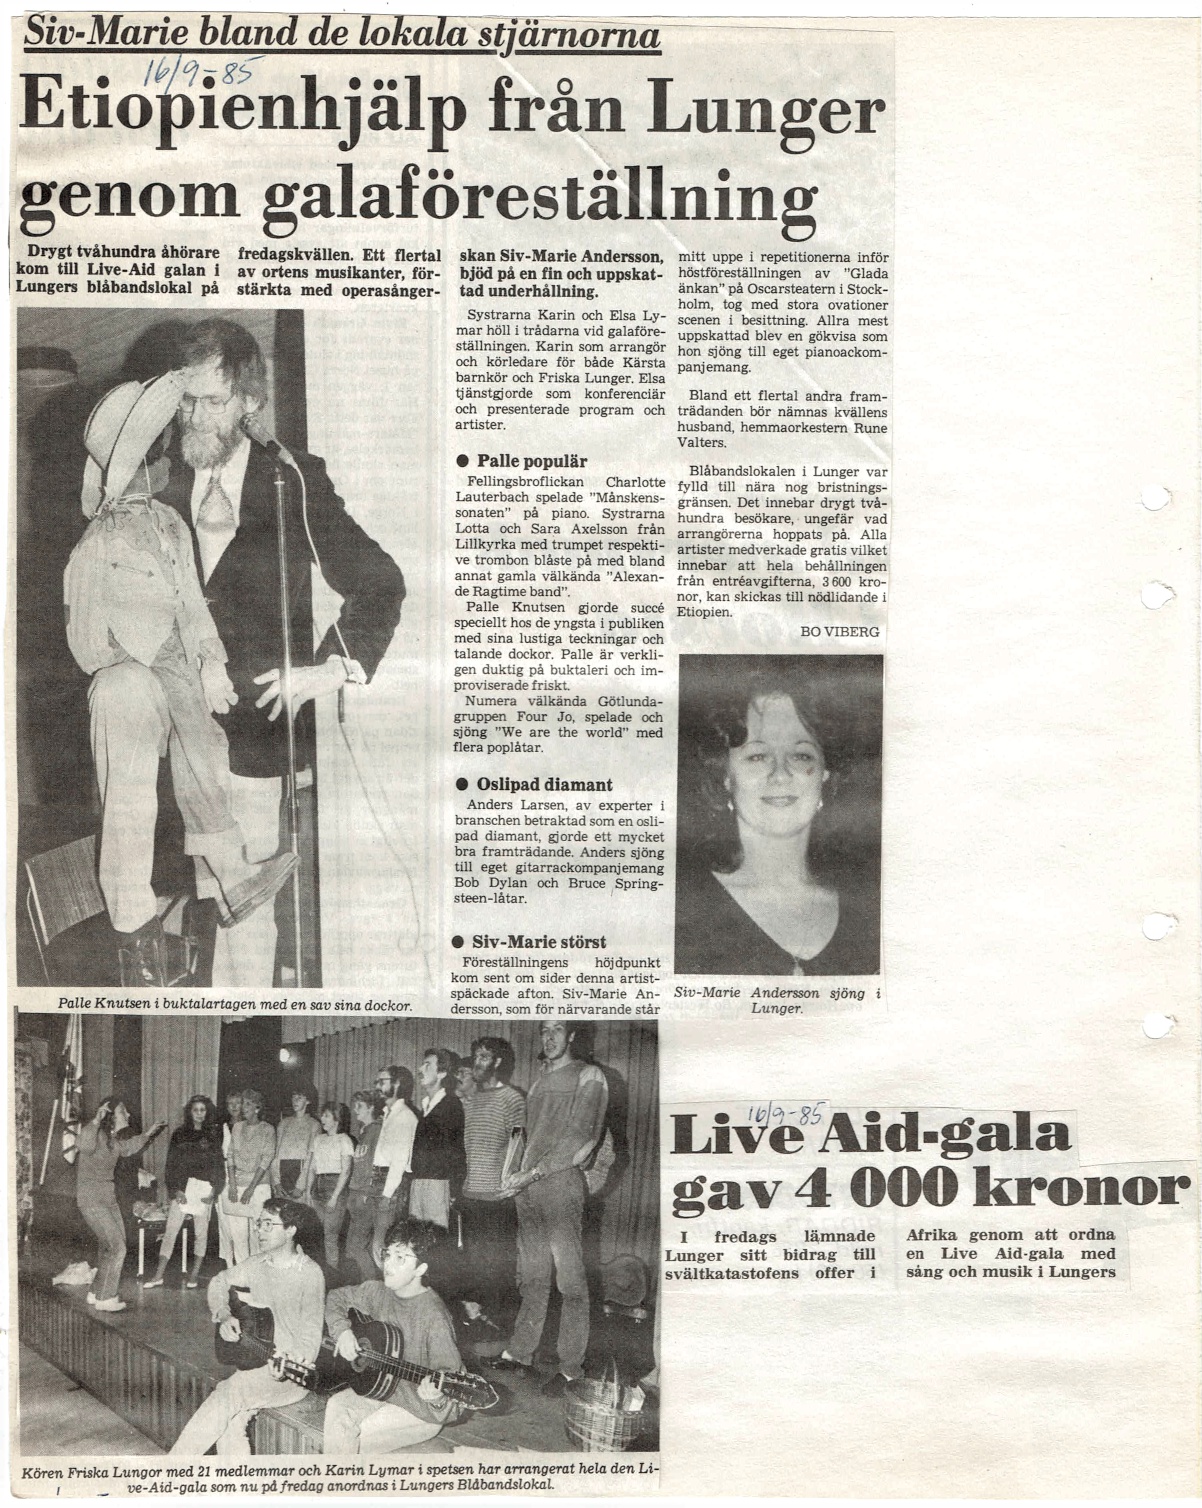 Siv-Marie bland de lokala stjärnorna
16/9-85
Etiopienhjälp från Lunger
genom galaföreställning
Drygt tvåhundra åhörare
kom till Live-Aid galan i
Lungers blåbandslokal på
fredagskvällen. Ett flertal
av ortens musikanter, för-
stärkta med operasånger-
skan Siv-Marie Andersson,
bjöd på en fin och uppskat-
tad underhållning.
Systrarna Karin och Elsa Ly-
mar höll i trådarna vid galaföre-
ställningen. Karin som arrangör
och körledare för både Kärsta
barnkör och Friska Lunger. Elsa
tjänstgjorde som konferenciär
och presenterade program och
artister.
● Palle populär
Fellingsbroflickan Charlotte
Lauterbach spelade "Månskens-
sonaten" på piano. Systrarna
Lotta och Sara Axelsson från
Lillkyrka med trumpet respekti-
ve trombon blåste på med bland
annat gamla välkända "Alexan-
de Ragtime band".
Palle Knutsen gjorde succé
speciellt hos de yngsta i publiken
med sina lustiga teckningar och
talande dockor. Palle är verkli-
gen duktig på buktaleri och im-
proviserade friskt.
Numera välkända Götlunda-
gruppen Four Jo, spelade och
sjöng "We are the world" med
flera poplåtar.
● Oslipad diamant
Anders Larsen, av experter i
branschen betraktad som en osli-
pad diamant, gjorde ett mycket
bra framträdande. Anders sjöng
till eget gitarrackompanjemang
Bob Dylan och Bruce Spring-
steen-låtar.
● Siv-Marie störst
Föreställningens höjdpunkt
kom sent om sider denna artist-
späckade afton. Siv-Marie An-
dersson, som för närvarande står
mitt uppe i repetitionerna inför
höstföreställningen av "Glada
änkan" på Oscarsteatern i Stock-
holm, tog med stora ovationer
scenen i besittning. Allra mest
uppskattad blev en gökvisa som
hon sjöng till eget pianoackom-
panjemang.
Bland ett flertal andra fram-
trädanden bör nämnas kvällens
husband, hemmaorkestern Rune
Valters.
Blåbandslokalen i Lunger var
fylld till nära nog bristnings-
gränsen. Det innebar drygt två-
hundra besökare, ungefär vad
arrangörerna hoppats på. Alla
artister medverkade gratis vilket
innebar att hela behållningen
från entréavgifterna, 3 600 kro-
nor, kan skickas till nödlidande i
Etiopien.
BO VIBERG
Palle Knutsen i buktalartagen med en sav sina dockor.
Siv-Marie Andersson sjöng i
Lunger.
Kören Friska Lungor med 21 medlemmar och Karin Lymar i spetsen har arrangerat hela den Li-
ve-Aid-gala som nu på fredag anordnas i Lungers Blåbandslokal.
16/9-85
Live Aid-gala
gav 4 000 kronor
I fredags lämnade
Lunger sitt bidrag till
svältkatastofens offer i
Afrika genom att ordna
en Live Aid-gala med
sång och musik i Lungers